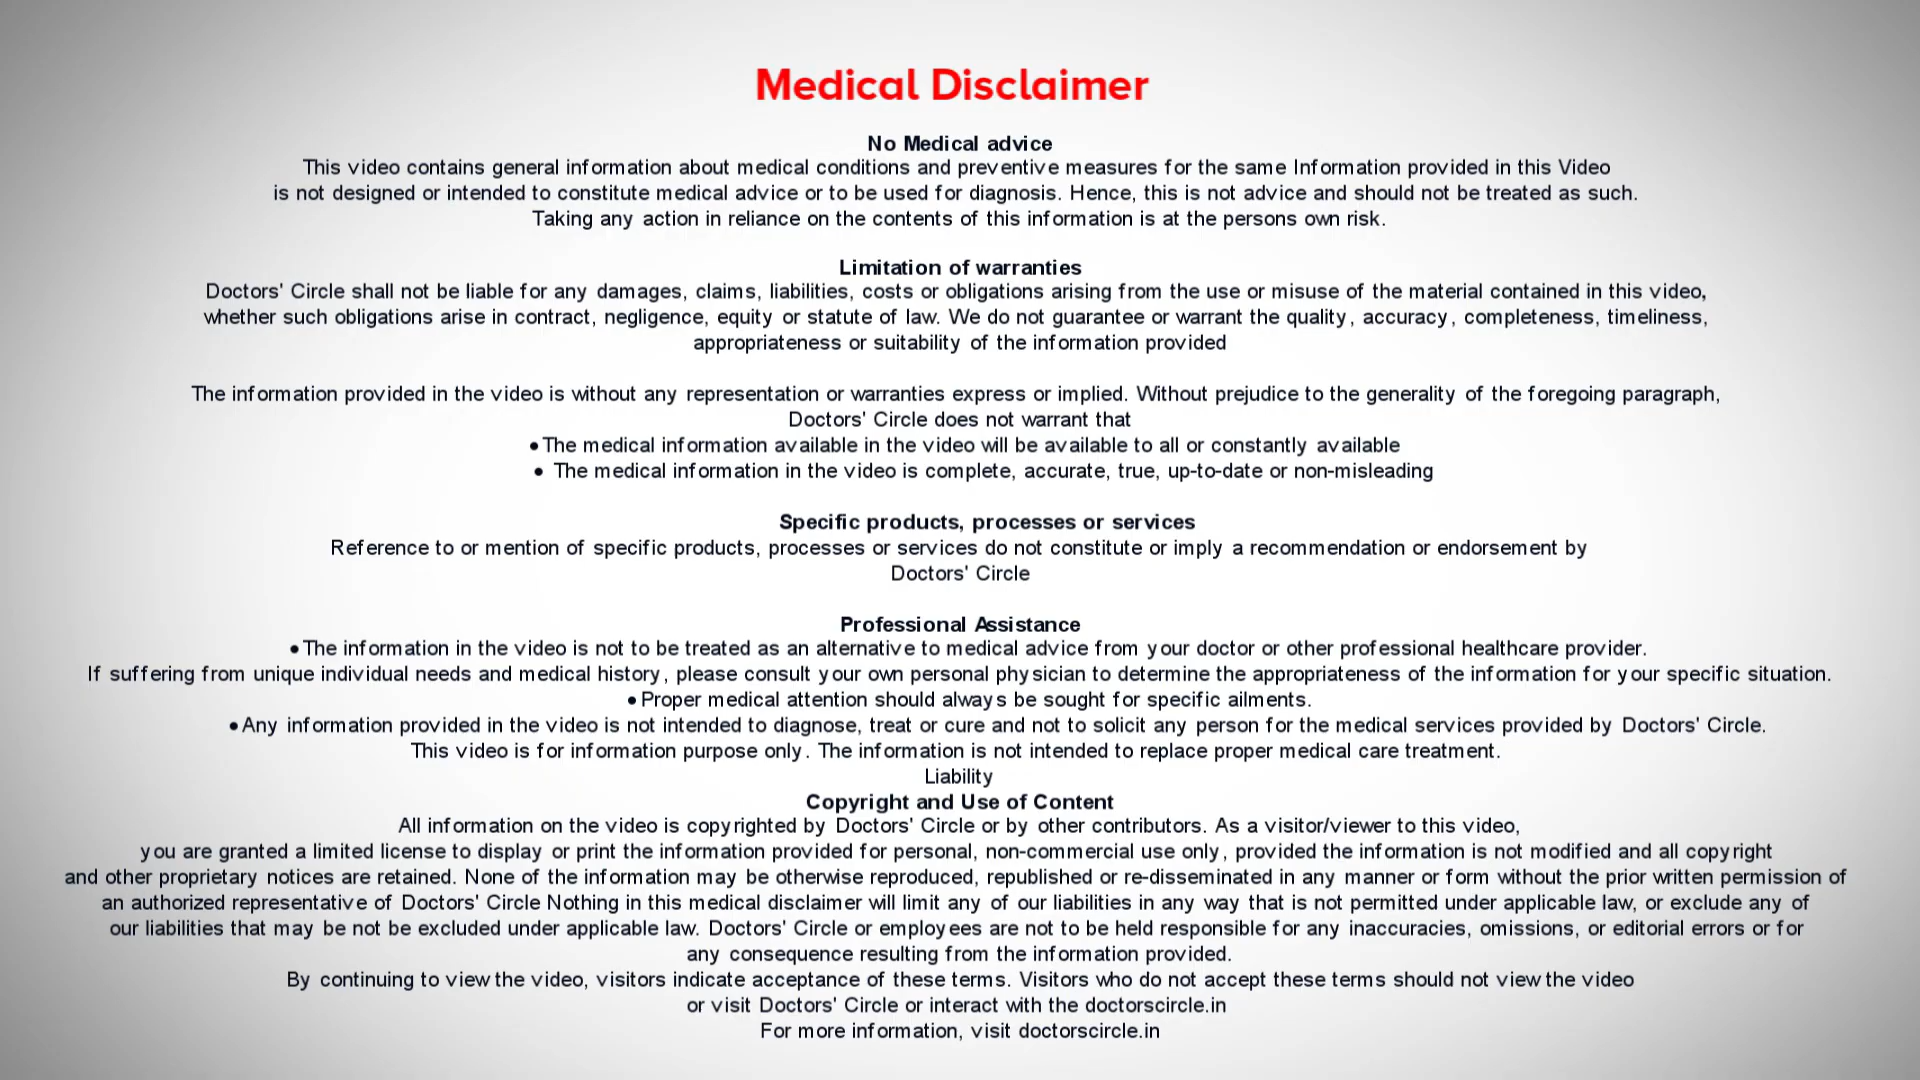 Medical Disclaimer
No Medical advice
This video contains general information about medical conditions and preventive measures for the same Information provided in this Video
is not designed or intended to constitute medical advice or to be used for diagnosis. Hence, this is not advice and should not be treated as such.
Taking any action in reliance on the contents of this information is at the persons own risk.
Limitation of warranties
Doctors' Circle shall not be liable for any damages, claims, liabilities, costs or obligations arising from the use or misuse of the material contained in this video,
whether such obligations arise in contract, negligence, equity or statute of law. We do not guarantee or warrant the quality, accuracy, completeness, timeliness,
appropriateness or suitability of the information provided
The information provided in the video is without any representation or warranties express or implied. Without prejudice to the generality of the foregoing paragraph,
Doctors' Circle does not warrant that
• The medical information available in the video will be available to all or constantly available
• The medical information in the video is complete, accurate, true, up-to-date or non-misleading
Specific products, processes or services
Reference to or mention of specific products, processes or services do not constitute or imply a recommendation or endorsement by
Doctors' Circle
Professional Assistance
• The information in the video is not to be treated as an alternative to medical advice from your doctor or other professional healthcare provider.
If suffering from unique individual needs and medical history, please consult your own personal physician to determine the appropriateness of the information for your specific situation.
• Proper medical attention should always be sought for specific ailments.
• Any information provided in the video is not intended to diagnose, treat or cure and not to solicit any person for the medical services provided by Doctors' Circle.
This video is for information purpose only. The information is not intended to replace proper medical care treatment.
Liability
Copyright and Use of Content
All information on the video is copyrighted by Doctors' Circle or by other contributors. As a visitor/viewer to this video,
you are granted a limited license to display or print the information provided for personal, non-commercial use only, provided the information is not modified and all copyright
and other proprietary notices are retained. None of the information may be otherwise reproduced, republished or re-disseminated in any manner or form without the prior written permission of
an authorized representative of Doctors' Circle Nothing in this medical disclaimer will limit any of our liabilities in any way that is not permitted under applicable law, or exclude any of
our liabilities that may be not be excluded under applicable law. Doctors' Circle or employees are not to be held responsible for any inaccuracies, omissions, or editorial errors or for
any consequence resulting from the information provided.
By continuing to view the video, visitors indicate acceptance of these terms. Visitors who do not accept these terms should not view the video
or visit Doctors' Circle or interact with the doctorscircle.in
For more information, visit doctorscircle.in